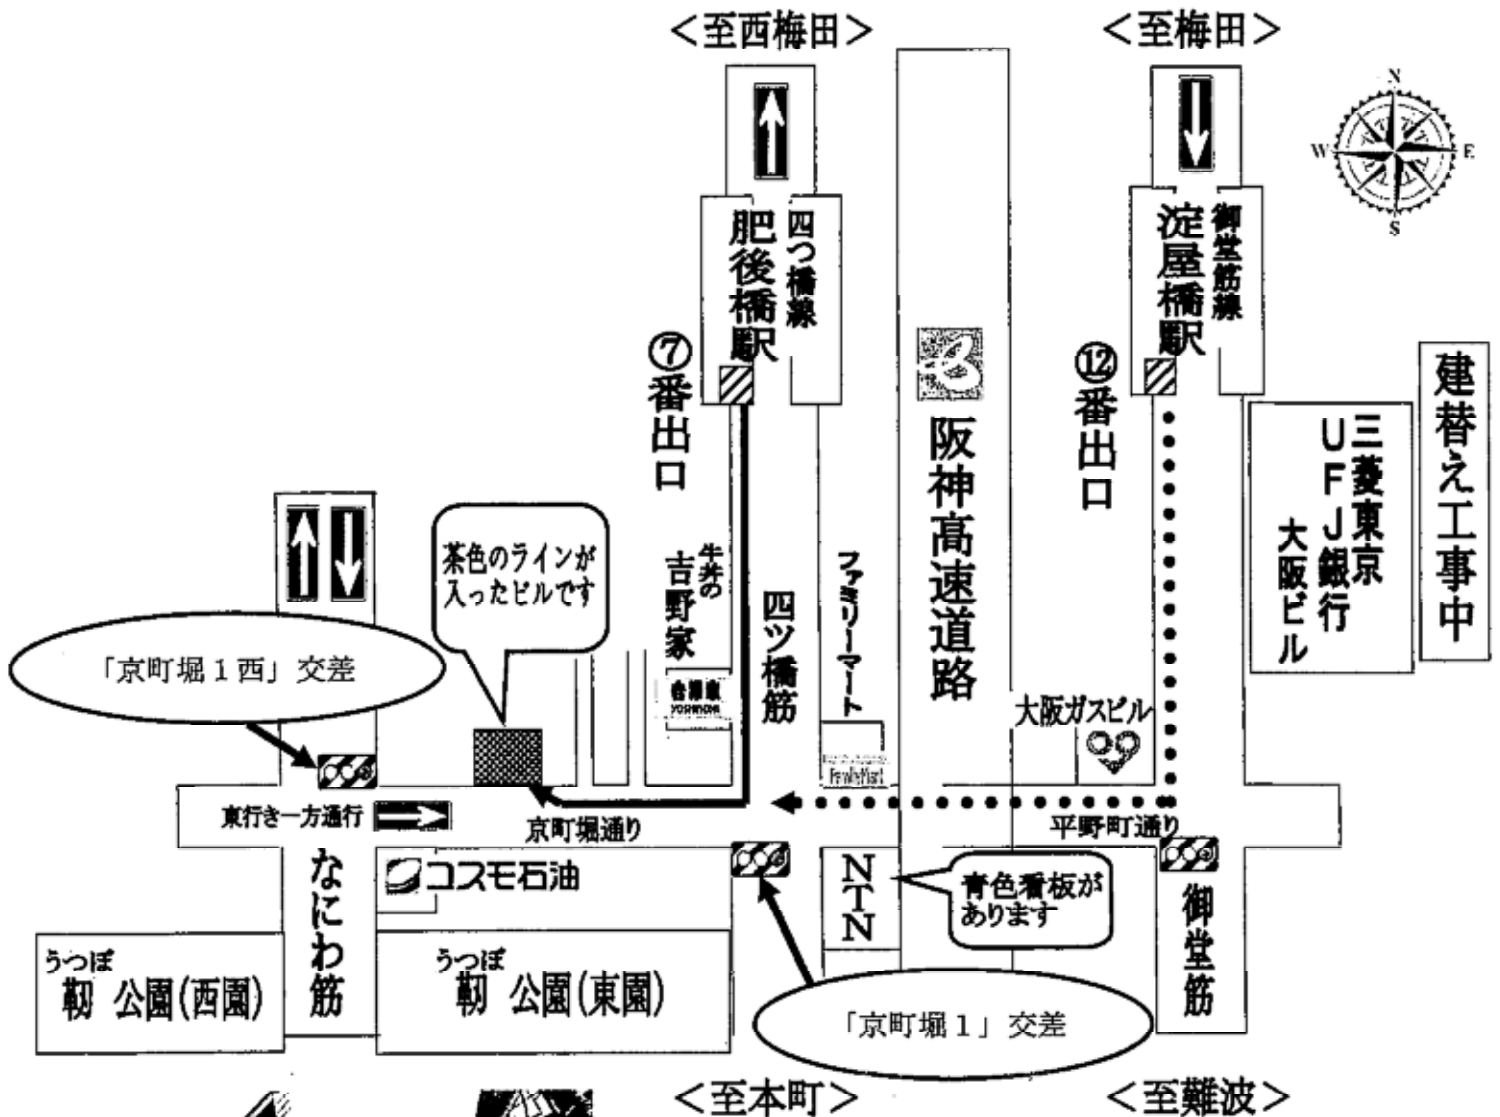 ＜至西梅田＞
＜至梅田＞
N
W
E
S
四つ橋線
肥後橋駅
御堂筋線
淀屋橋駅
⑦番出口
⑫番出口
阪神高速道路
建替え工事中
三菱東京
ＵＦＪ銀行
大阪ビル
茶色のラインが
入ったビルです
牛丼の
吉野家
吉野家
YOSHINOYA
四ツ橋筋
ファミリーマート
FamilyMart
大阪ガスビル
「京町堀１西」交差
東行き一方通行
京町堀通り
平野町通り
コスモ石油
なにわ筋
NTN
青色看板が
あります
御堂筋
うつぼ
靭 公園(西園)
うつぼ
靭 公園(東園)
「京町堀１」交差
＜至本町＞
＜至難波＞